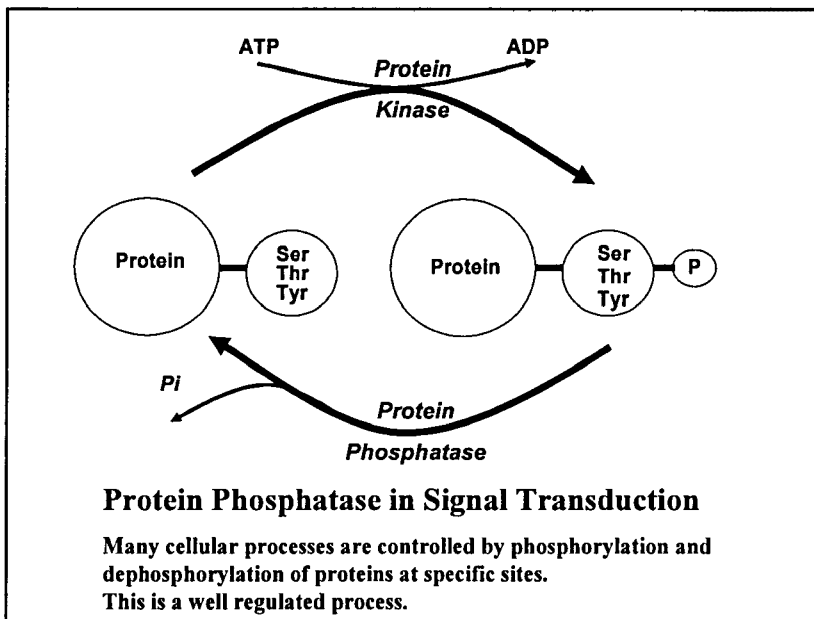 ATP
ADP
Protein
Kinase
Protein
Ser
Thr
Tyr
Protein
Ser
Thr
Tyr
P
Pi
Protein
Phosphatase
Protein Phosphatase in Signal Transduction
Many cellular processes are controlled by phosphorylation and
dephosphorylation of proteins at specific sites.
This is a well regulated process.